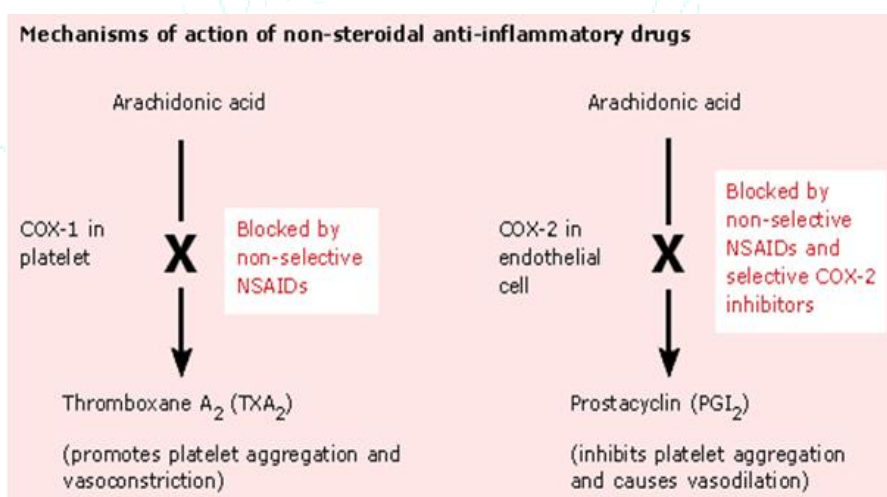 Mechanisms of action of non-steroidal anti-inflammatory drugs
Arachidonic acid
COX-1 in
platelet
X
Blocked by
non-selective
NSAIDs
Thromboxane A₂ (TXA₂)
(promotes platelet aggregation and
vasoconstriction)
Arachidonic acid
COX-2 in
endothelial
cell
X
Blocked by
non-selective
NSAIDs and
selective COX-2
inhibitors
Prostacyclin (PGI₂)
(inhibits platelet aggregation
and causes vasodilation)